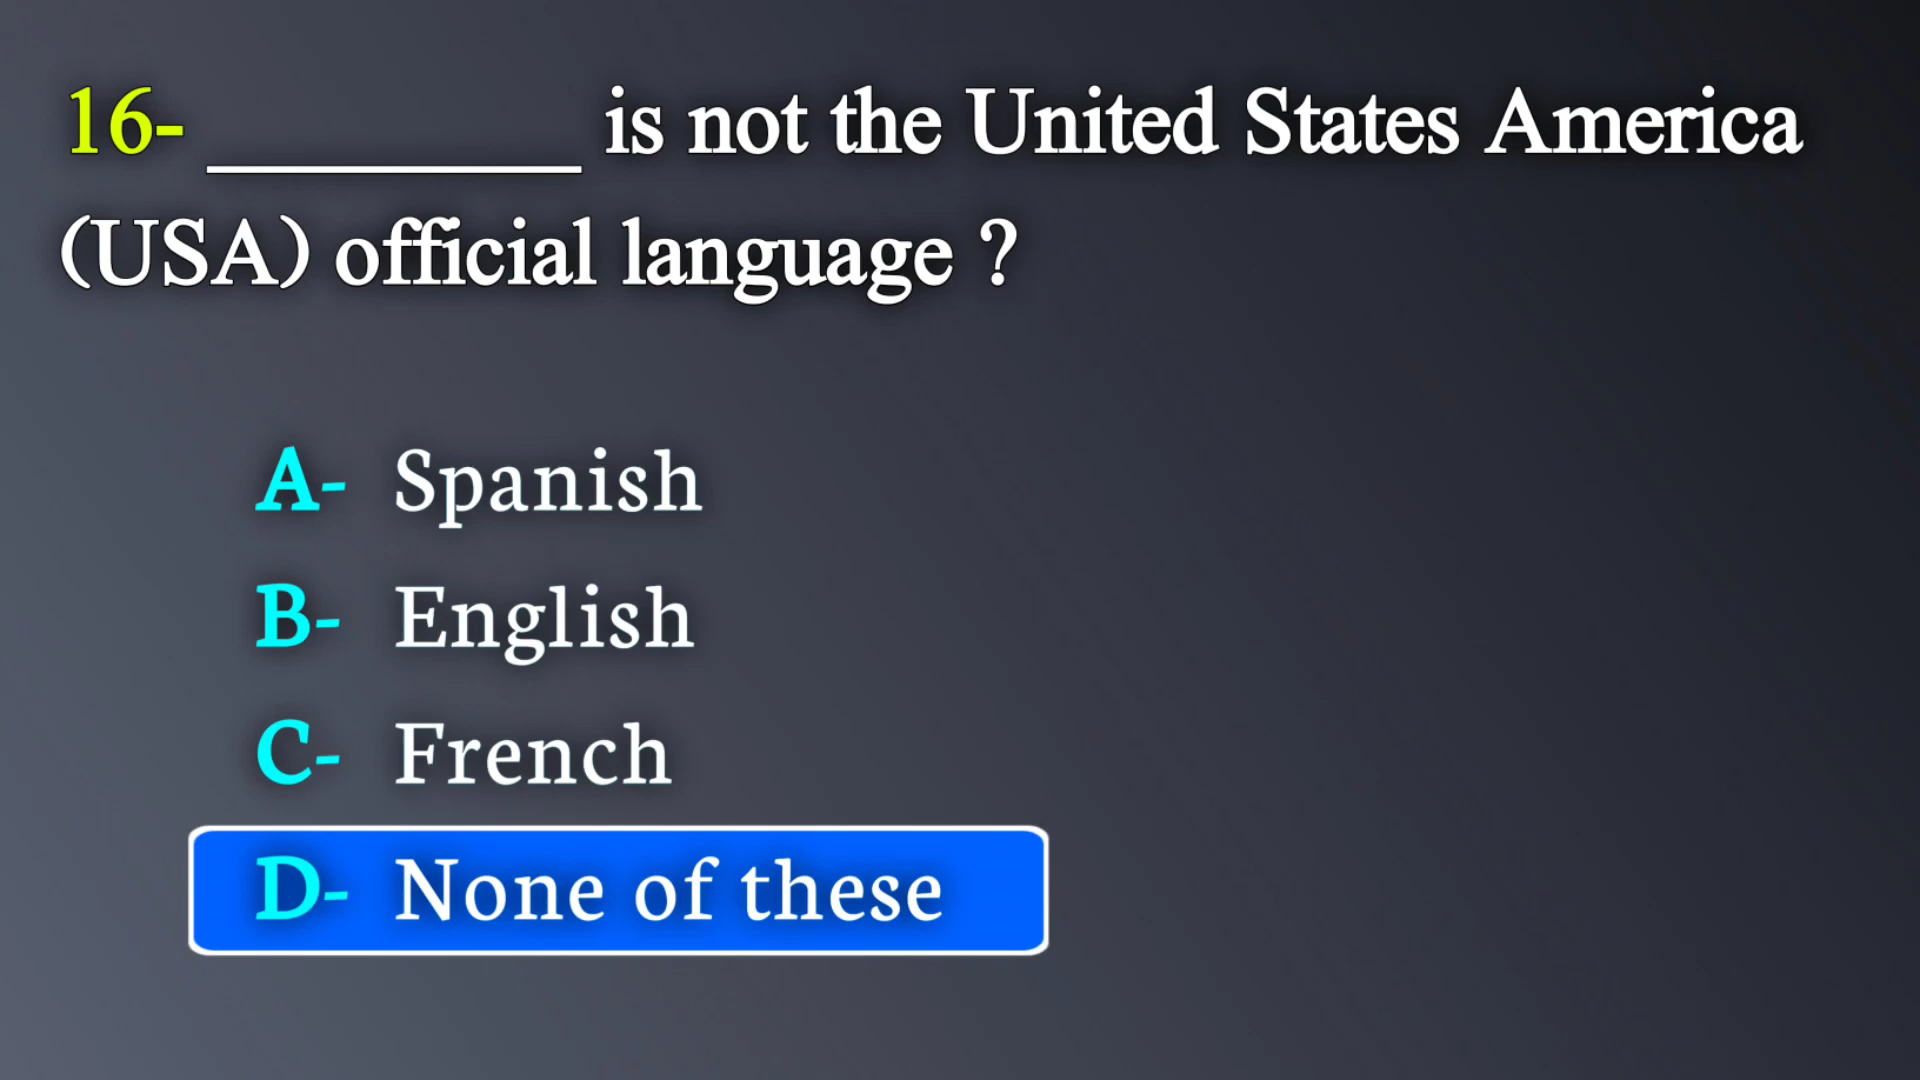 16- __________ is not the United States America
(USA) official language ?
A- Spanish
B- English
C- French
D- None of these